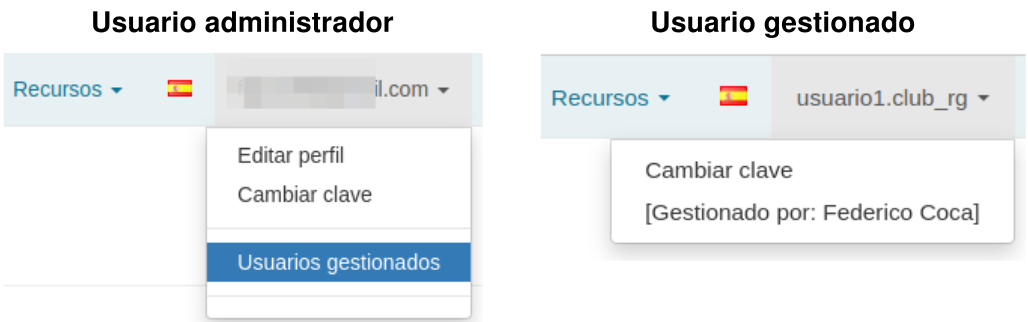 Usuario administrador
Recursos
il.com
Editar perfil
Cambiar clave
Usuarios gestionados
Usuario gestionado
Recursos
usuario1.club_rg
Cambiar clave
[Gestionado por: Federico Coca]